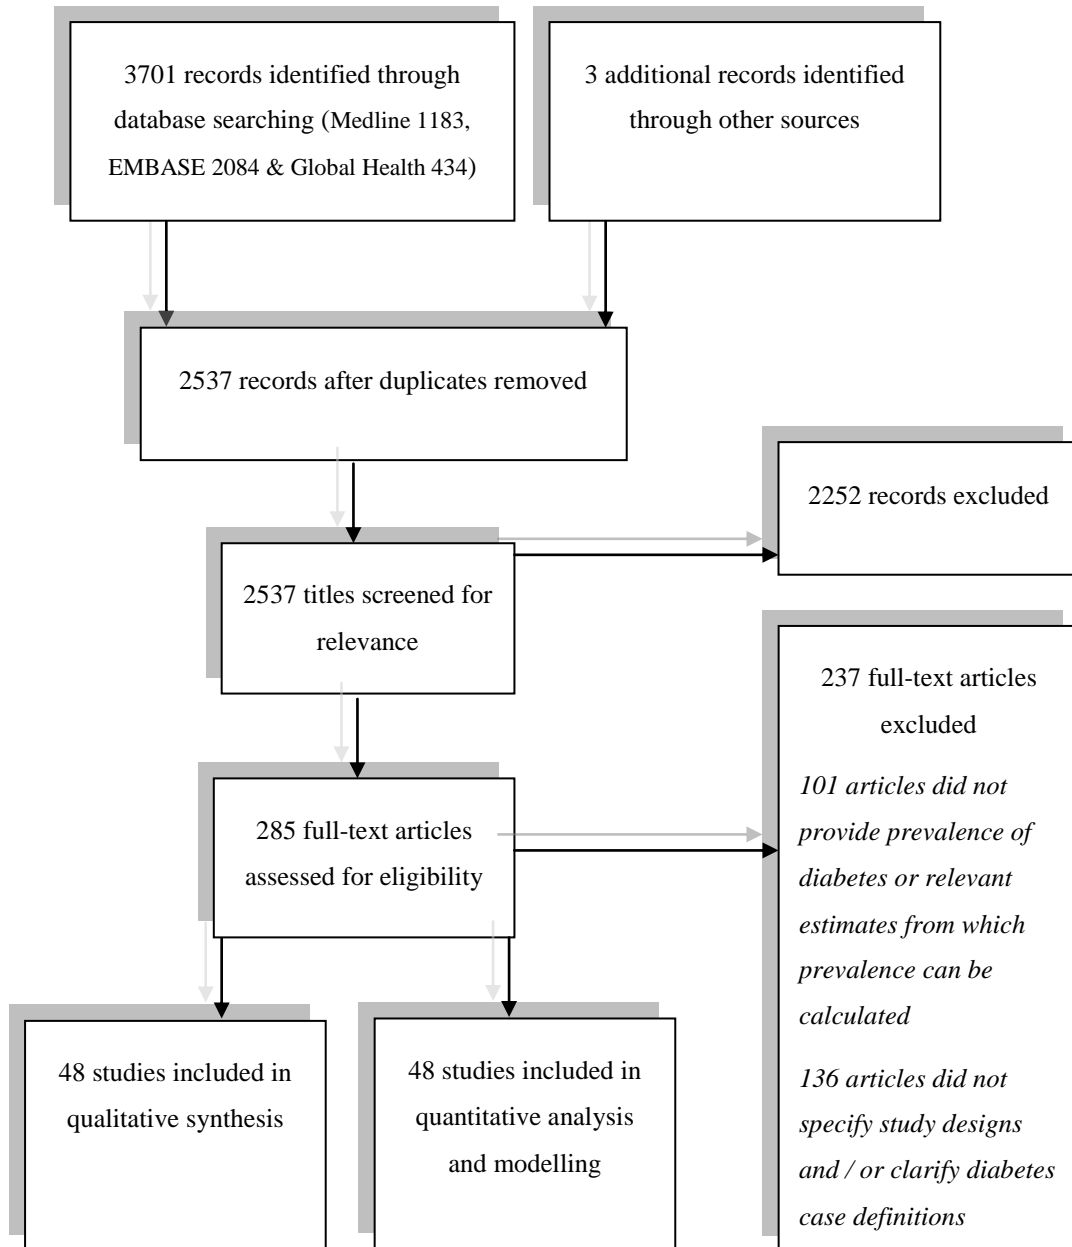 3701 records identified through
database searching (Medline 1183,
EMBASE 2084 & Global Health 434)
3 additional records identified
through other sources
2537 records after duplicates removed
2252 records excluded
2537 titles screened for
relevance
237 full-text articles
excluded
101 articles did not
provide prevalence of
diabetes or relevant
estimates from which
prevalence can be
calculated
136 articles did not
specify study designs
and / or clarify diabetes
case definitions
285 full-text articles
assessed for eligibility
48 studies included in
qualitative synthesis
48 studies included in
quantitative analysis
and modelling